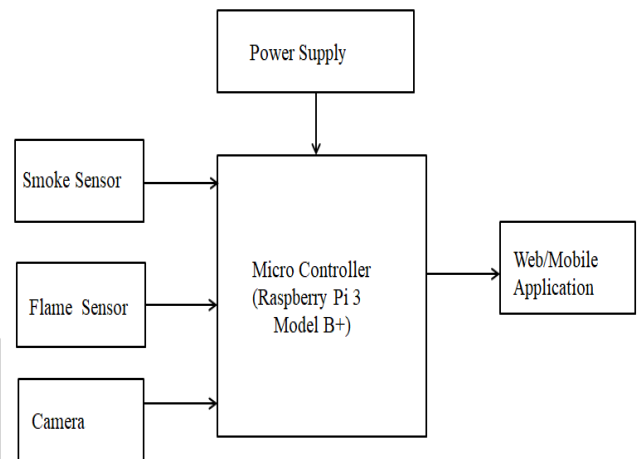 Power Supply
Smoke Sensor
Flame Sensor
Camera
Micro Controller
(Raspberry Pi 3
Model B+)
Web/Mobile
Application